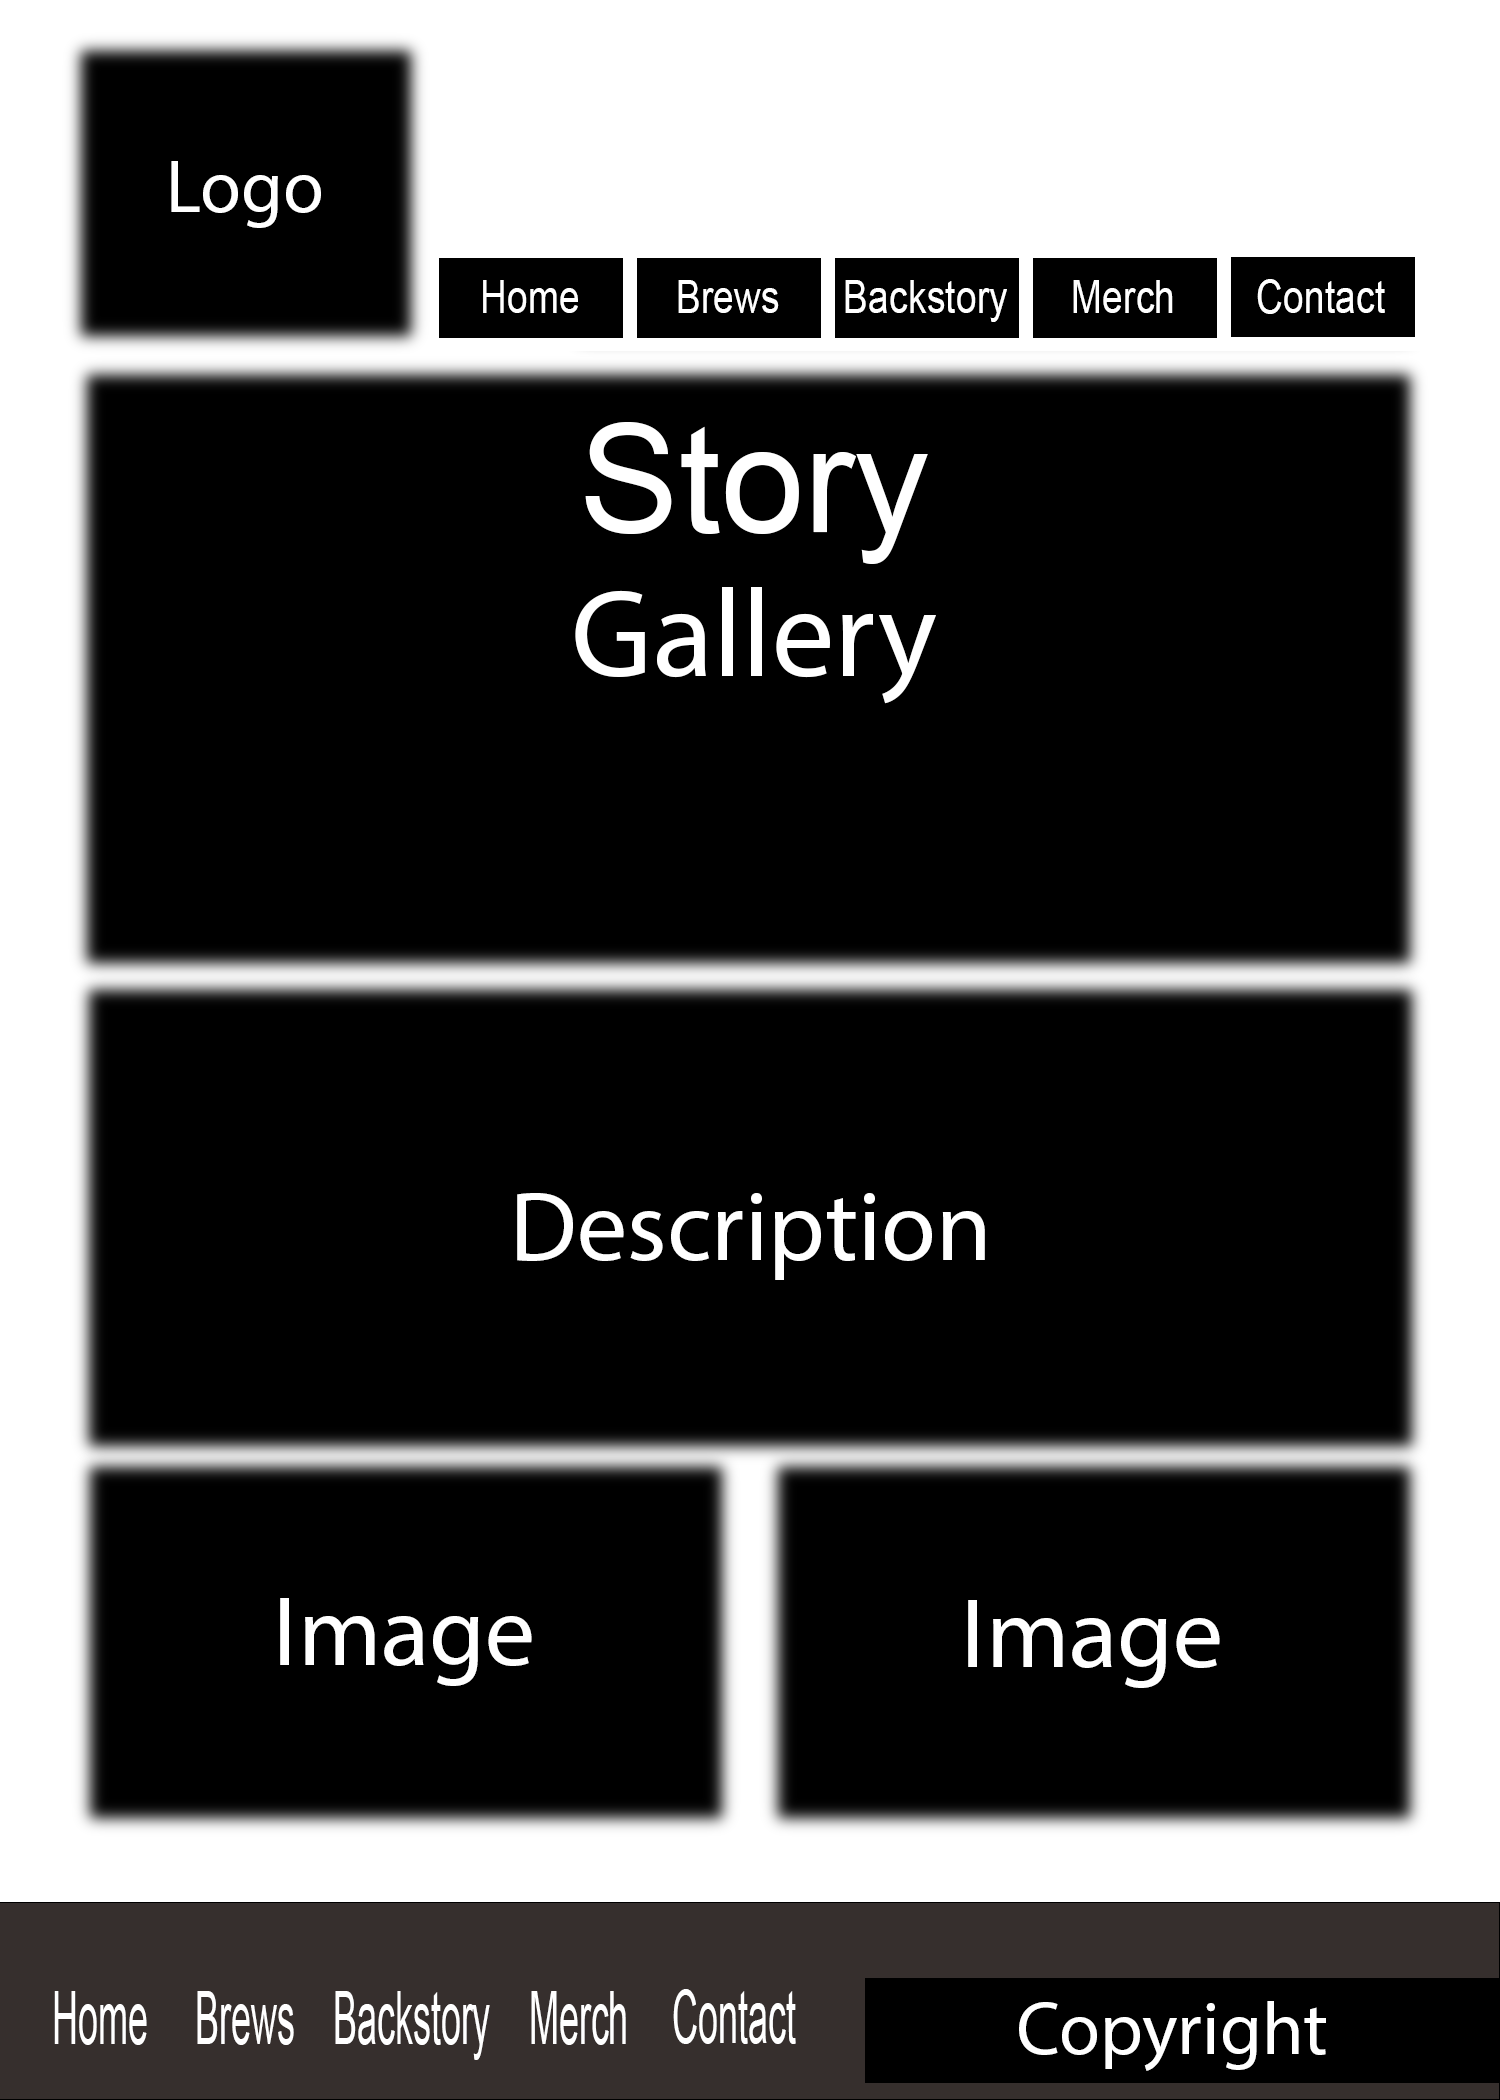 Logo
Home Brews Backstory Merch Contact
Story
Gallery
Description
Image Image
Home Brews Backstory Merch Contact Copyright